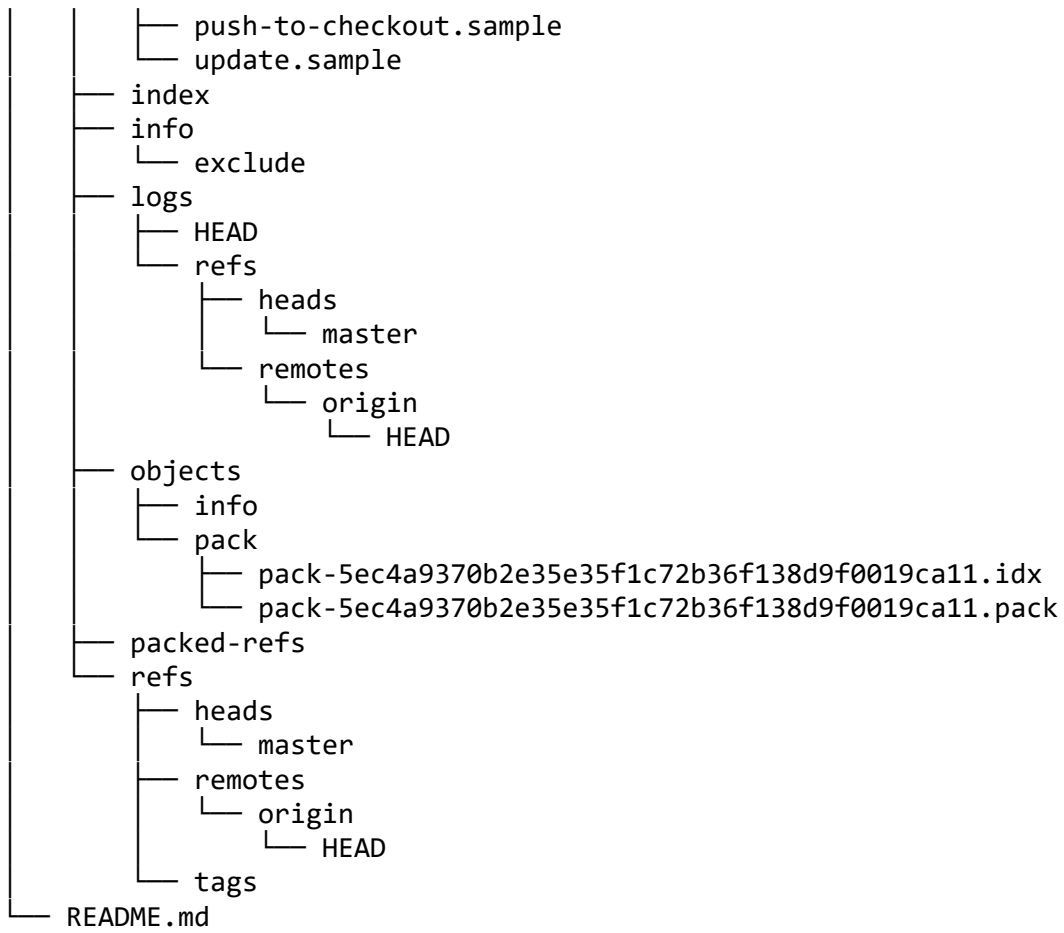 │   │   │   ├── push-to-checkout.sample
│   │   │   └── update.sample
│   │   ├── index
│   │   ├── info
│   │   │   └── exclude
│   │   ├── logs
│   │   │   ├── HEAD
│   │   │   └── refs
│   │   │       ├── heads
│   │   │       │   └── master
│   │   │       └── remotes
│   │   │           └── origin
│   │   │               └── HEAD
│   │   ├── objects
│   │   │   ├── info
│   │   │   └── pack
│   │   │       ├── pack-5ec4a9370b2e35e35f1c72b36f138d9f0019ca11.idx
│   │   │       └── pack-5ec4a9370b2e35e35f1c72b36f138d9f0019ca11.pack
│   │   ├── packed-refs
│   │   └── refs
│   │       ├── heads
│   │       │   └── master
│   │       ├── remotes
│   │       │   └── origin
│   │       │       └── HEAD
│   │       └── tags
└── README.md